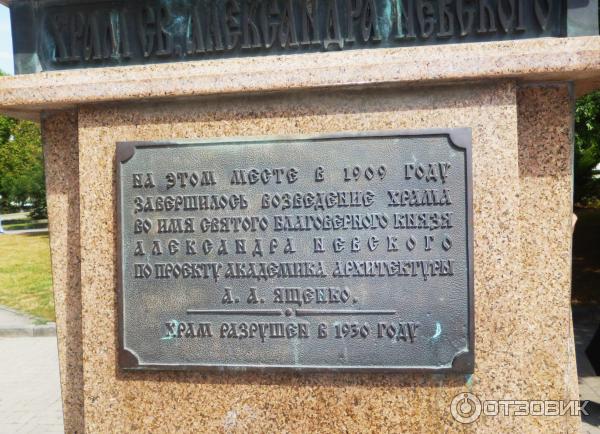 ХРАМ СВ. АЛЕКСАНДРА НЕВСКОГО
НА ЭТОМ МЕСТЕ В 1909 ГОДУ
ЗАВЕРШИЛОСЬ ВОЗВЕДЕНИЕ ХРАМА
ВО ИМЯ СВЯТОГО БЛАГОВЕРНОГО КНЯЗЯ
АЛЕКСАНДРА НЕВСКОГО
ПО ПРОЕКТУ АКАДЕМИКА АРХИТЕКТУРЫ
А. А. ЯЩЕНКО.
ХРАМ РАЗРУШЕН В 1930 ГОДУ
ОТЗОВИК